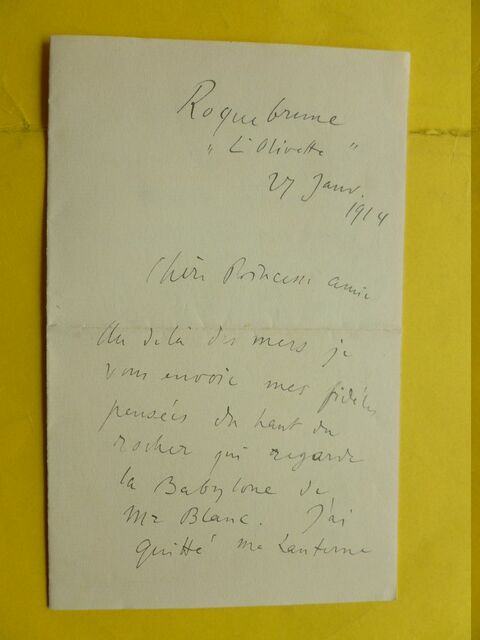 Roquebrune
"L'Olivette"
27 Janv.
1914
Chère Princesse amie
Au delà des mers je
vous envoie mes fidèles
pensées du haut du
rocher qui regarde
la Babylone de
Mr Blanc. J'ai
quitté ma Lanterne